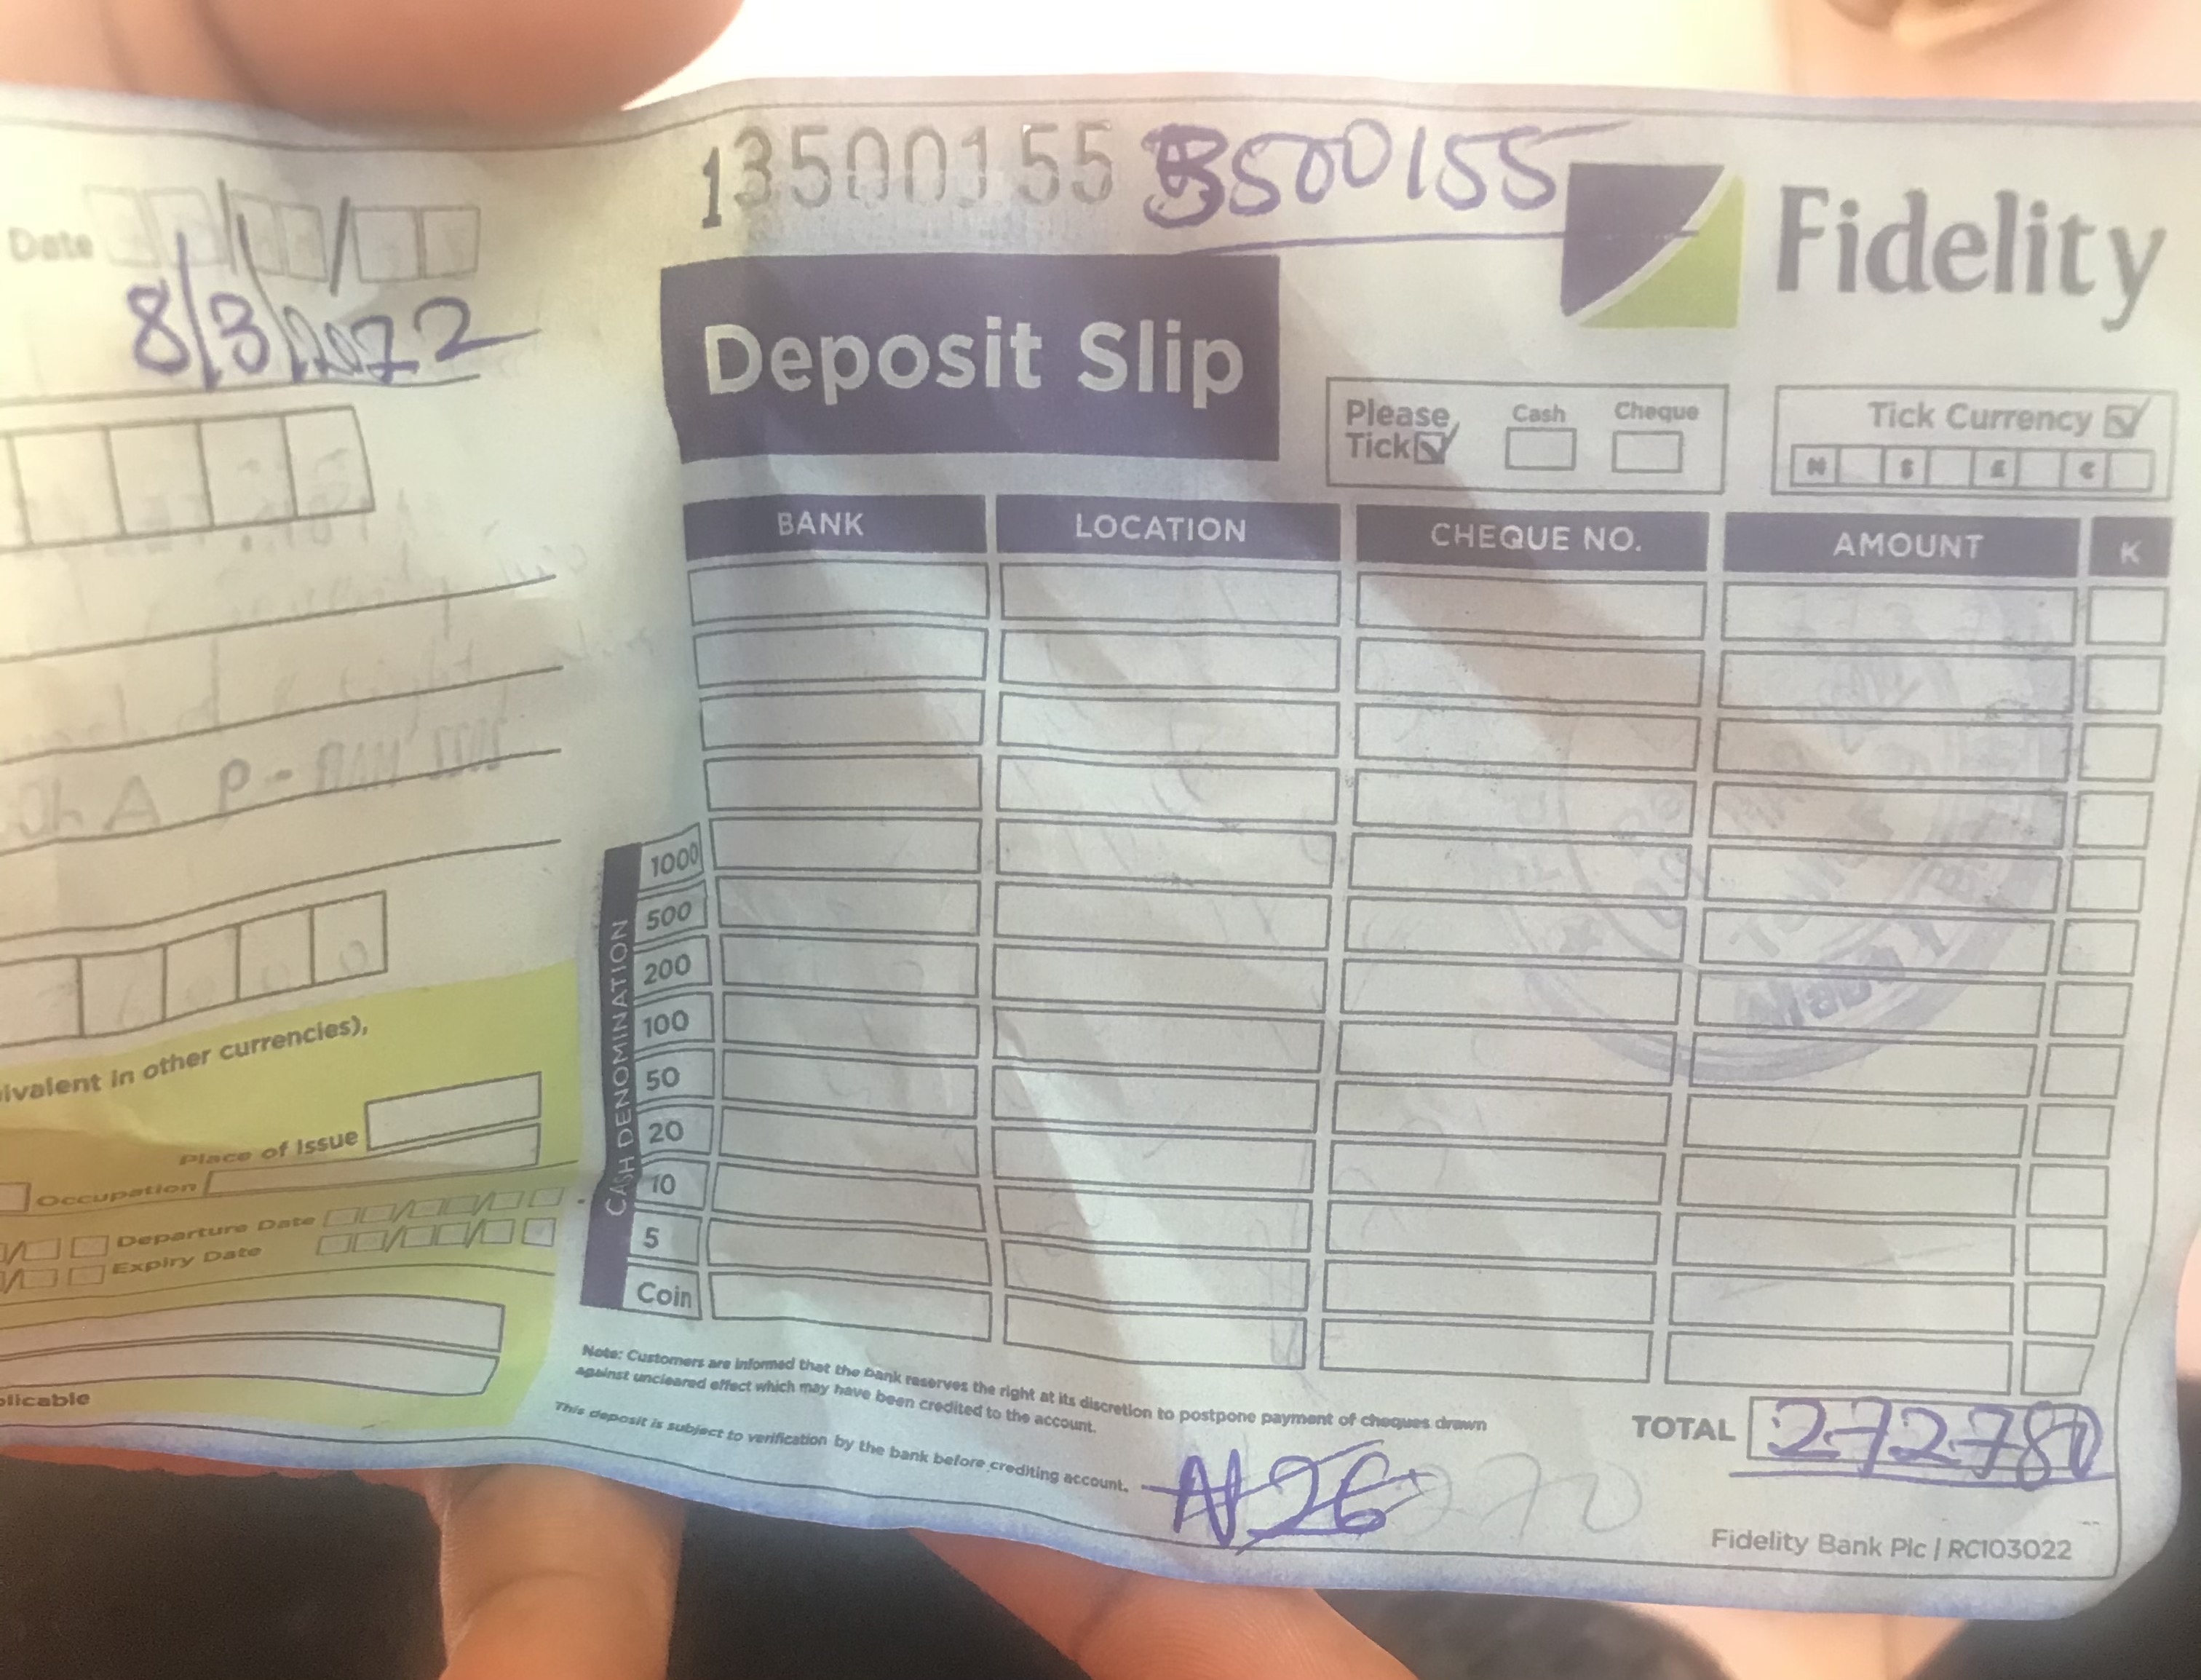 Date
8/3/2022
13500155 3500155
Fidelity
Deposit Slip
Please Tick
Cash
Cheque
Tick Currency
₦ $ £ €
BANK
LOCATION
CHEQUE NO.
AMOUNT
K
CASH DENOMINATION
1000
500
200
100
50
20
10
5
Coin
ivalent in other currencies),
Place of Issue
Occupation
Departure Date
Expiry Date
plicable
Note: Customers are informed that the bank reserves the right at its discretion to postpone payment of cheques drawn
against uncleared effect which may have been credited to the account.
This deposit is subject to verification by the bank before crediting account.
TOTAL 272780
₦26
Fidelity Bank Plc | RC103022